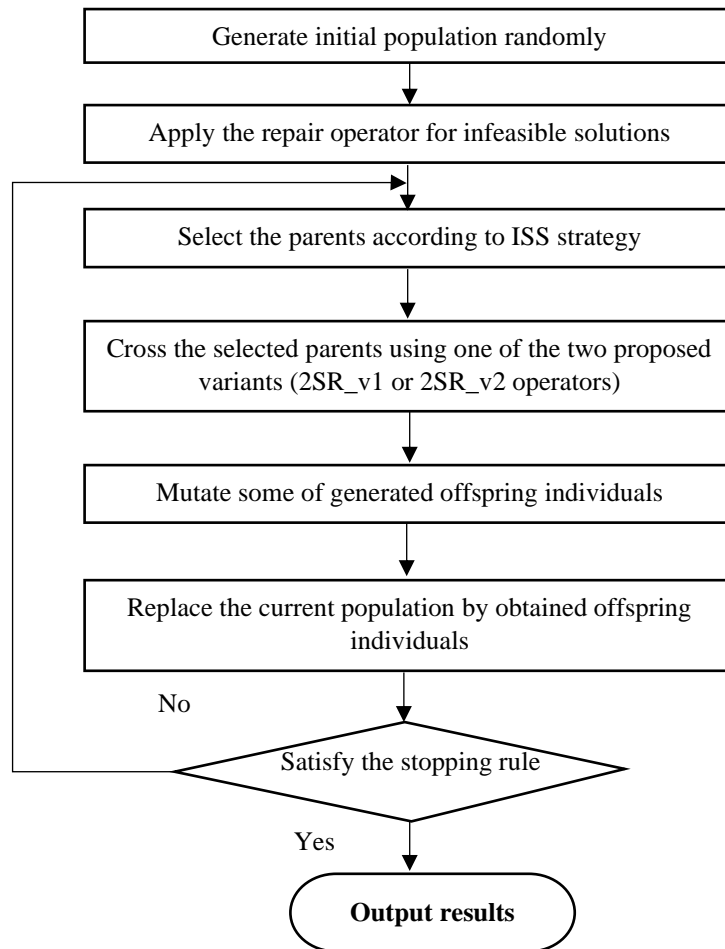 Generate initial population randomly
Apply the repair operator for infeasible solutions
Select the parents according to ISS strategy
Cross the selected parents using one of the two proposed
variants (2SR_v1 or 2SR_v2 operators)
Mutate some of generated offspring individuals
Replace the current population by obtained offspring
individuals
No
Satisfy the stopping rule
Yes
Output results